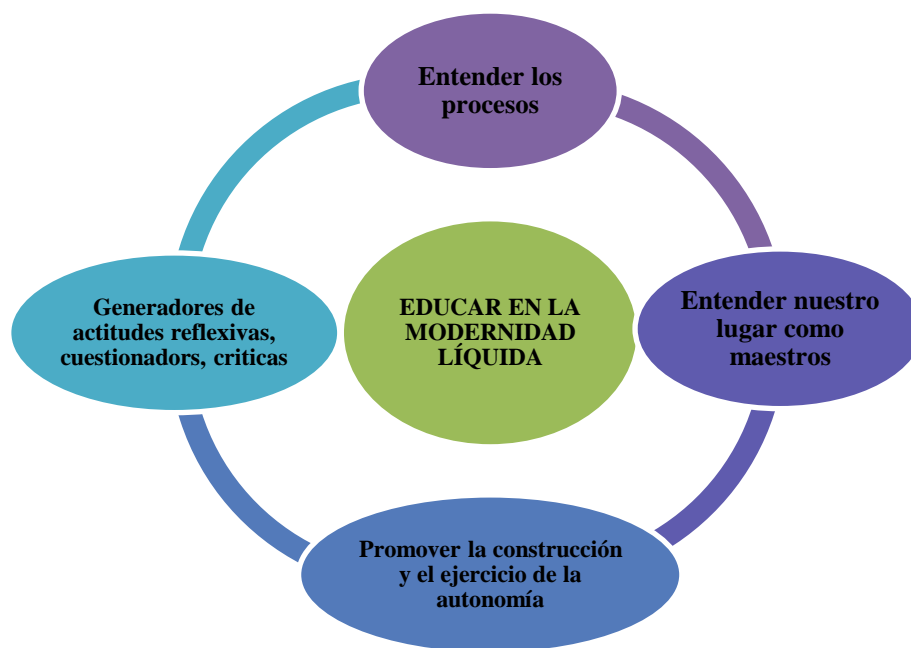 Entender los
procesos
Generadores de
actitudes reflexivas,
cuestionadors, criticas
EDUCAR EN LA
MODERNIDAD
LÍQUIDA
Entender nuestro
lugar como
maestros
Promover la construcción
y el ejercicio de la
autonomía